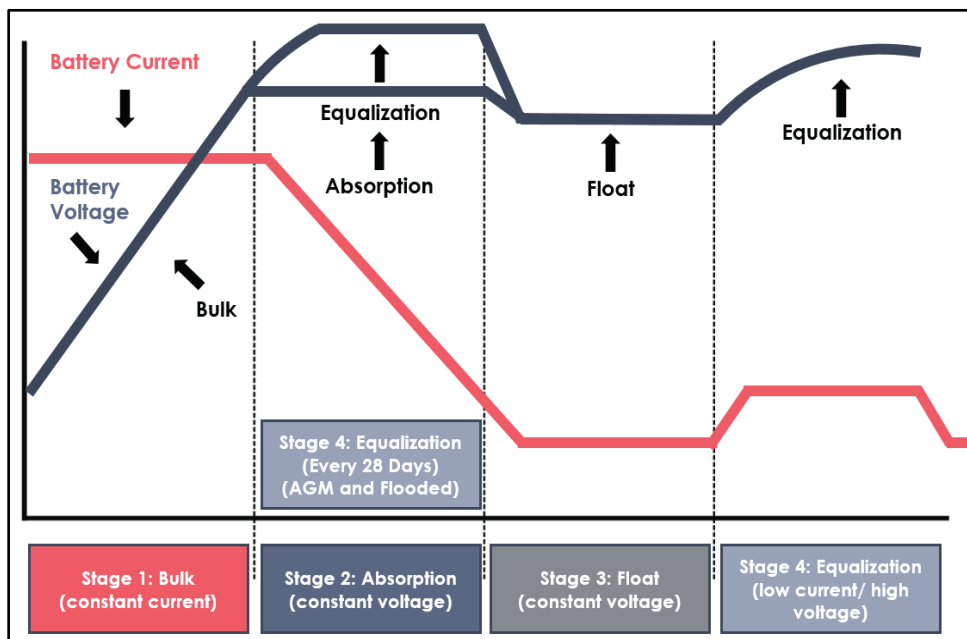 Battery Current
Equalization
Absorption
Equalization
Float
Battery
Voltage
Bulk
Stage 4: Equalization
(Every 28 Days)
(AGM and Flooded)
Stage 1: Bulk
(constant current)
Stage 2: Absorption
(constant voltage)
Stage 3: Float
(constant voltage)
Stage 4: Equalization
(low current/ high
voltage)